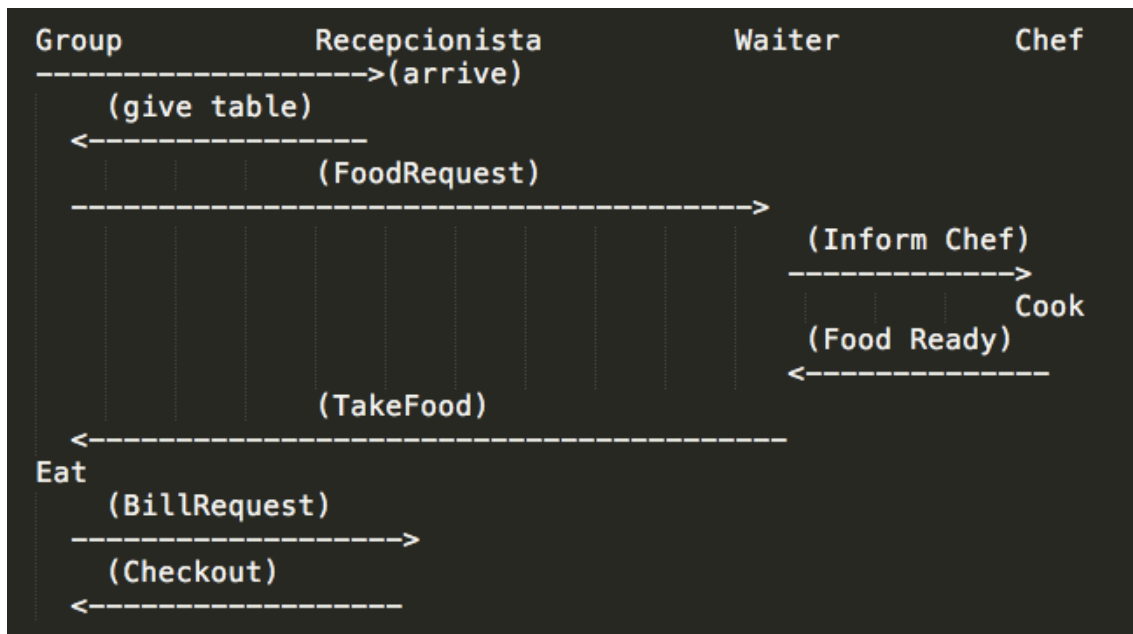 Group Recepcionista Waiter Chef
------------------->(arrive)
(give table)
<----------------
(FoodRequest)
--------------------------------------->
(Inform Chef)
------------->
Cook
(Food Ready)
<--------------
(TakeFood)
<----------------------------------------
Eat
(BillRequest)
------------------->
(Checkout)
<------------------